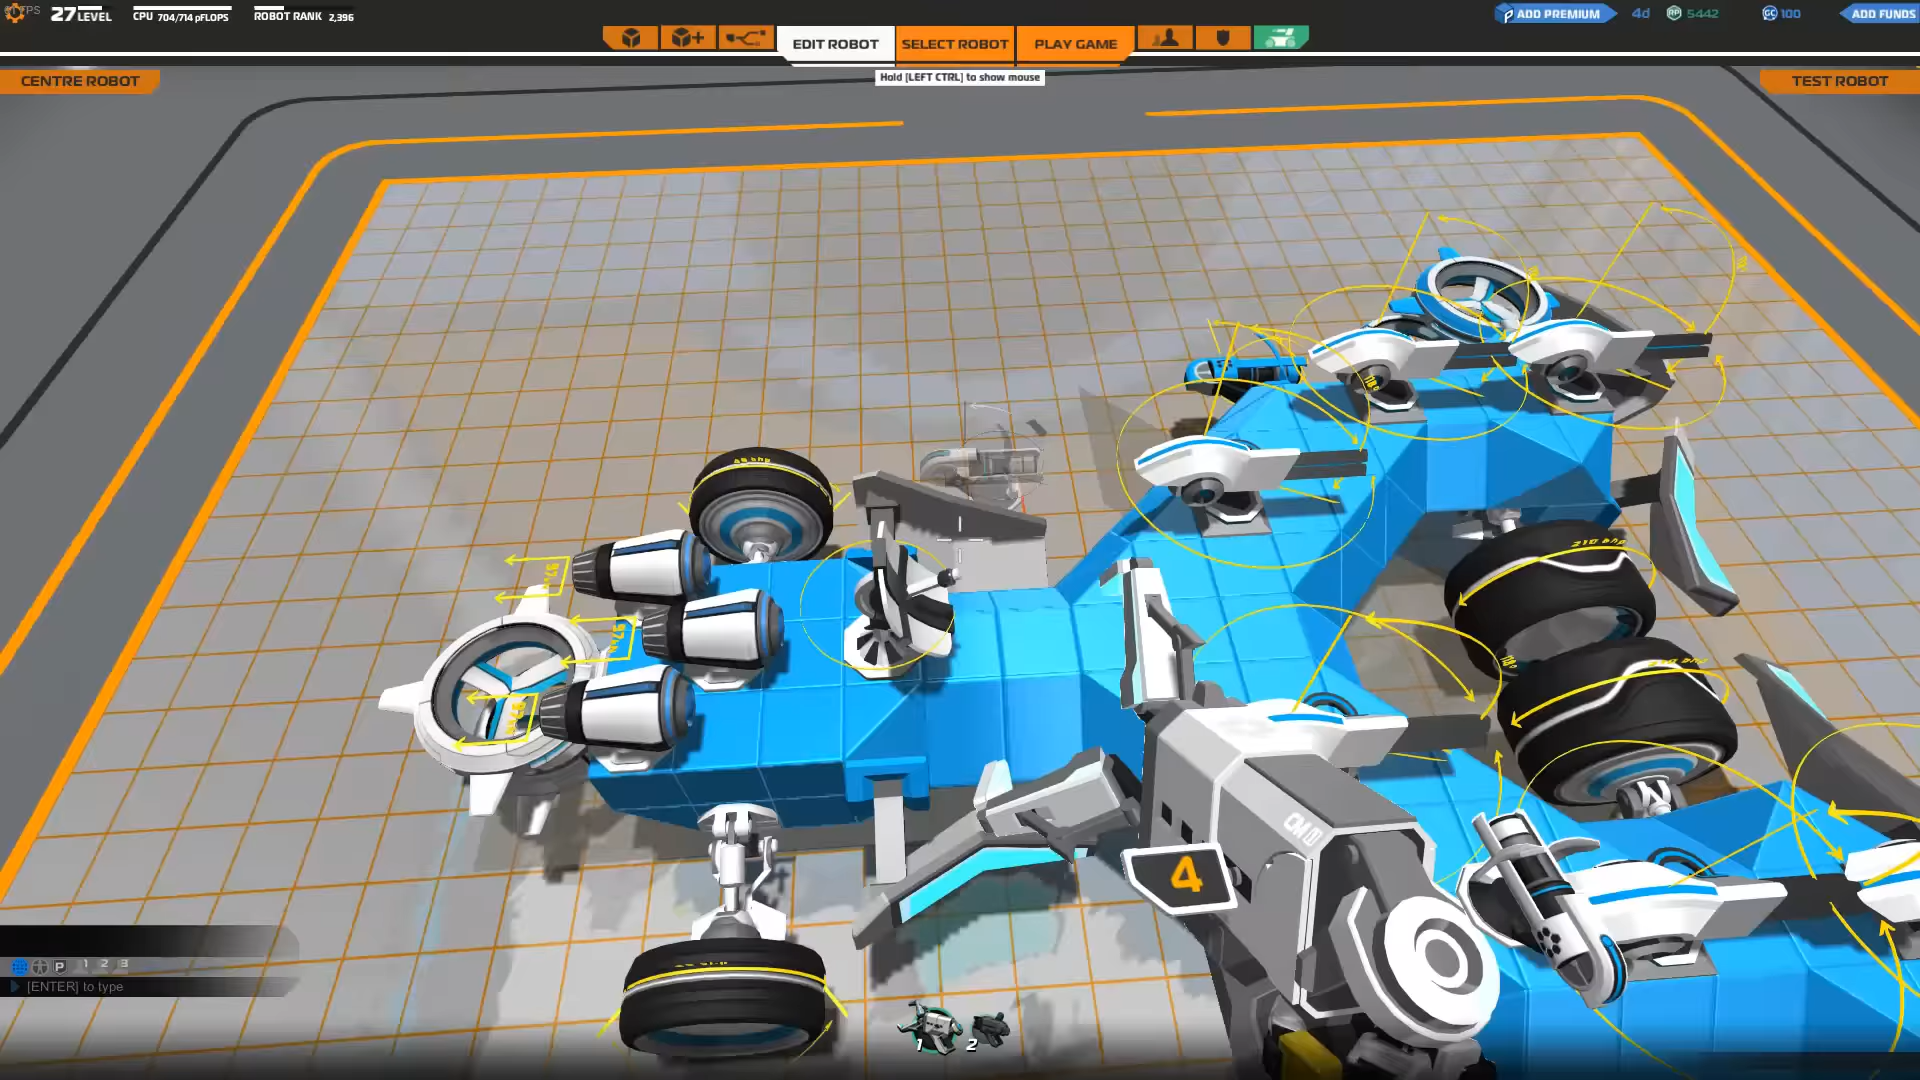 27 LEVEL
CPU 704/714 pFLOPS
ROBOT RANK 2,396
ADD PREMIUM
4d
RP 5442
GC 100
ADD FUNDS
EDIT ROBOT
SELECT ROBOT
PLAY GAME
CENTRE ROBOT
Hold [LEFT CTRL] to show mouse
TEST ROBOT
4
P 1 2 3
[ENTER] to type
1 2